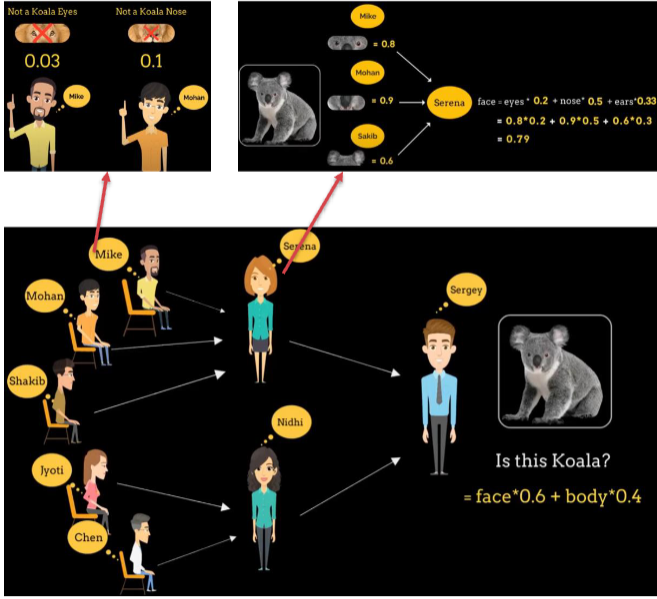 Not a Koala Eyes
Not a Koala Nose
0.03
0.1
Mike
Mohan
Mike
= 0.8
Mohan
= 0.9
Sakib
= 0.6
Serena
face = eyes * 0.2 + nose* 0.5 + ears*0.33
= 0.8*0.2 + 0.9*0.5 + 0.6*0.3
= 0.79
Mike
Mohan
Shakib
Jyoti
Chen
Serena
Nidhi
Sergey
Is this Koala?
= face*0.6 + body*0.4